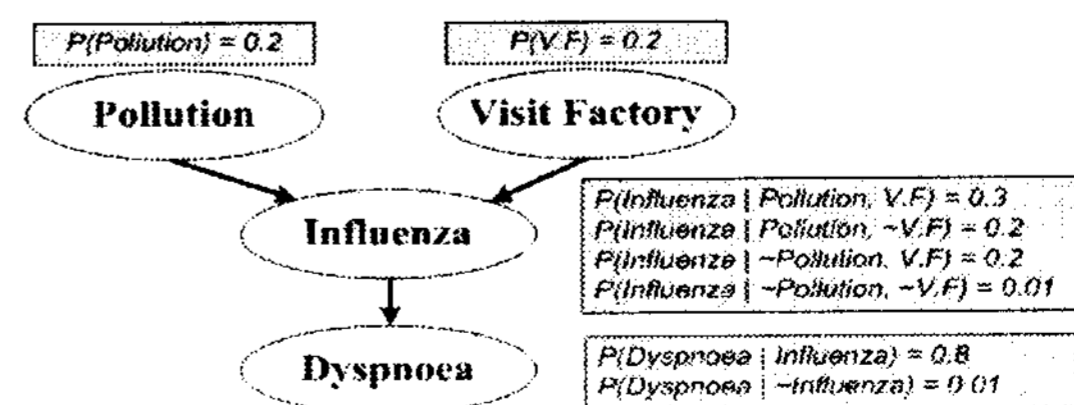 P(Pollution) = 0.2
P(V.F) = 0.2
Pollution
Visit Factory
Influenza
P(Influenza | Pollution, V.F) = 0.3
P(Influenza | Pollution, ~V.F) = 0.2
P(Influenza | ~Pollution, V.F) = 0.2
P(Influenza | ~Pollution, ~V.F) = 0.01
Dyspnoea
P(Dyspnoea | Influenza) = 0.8
P(Dyspnoea | ~Influenza) = 0.01